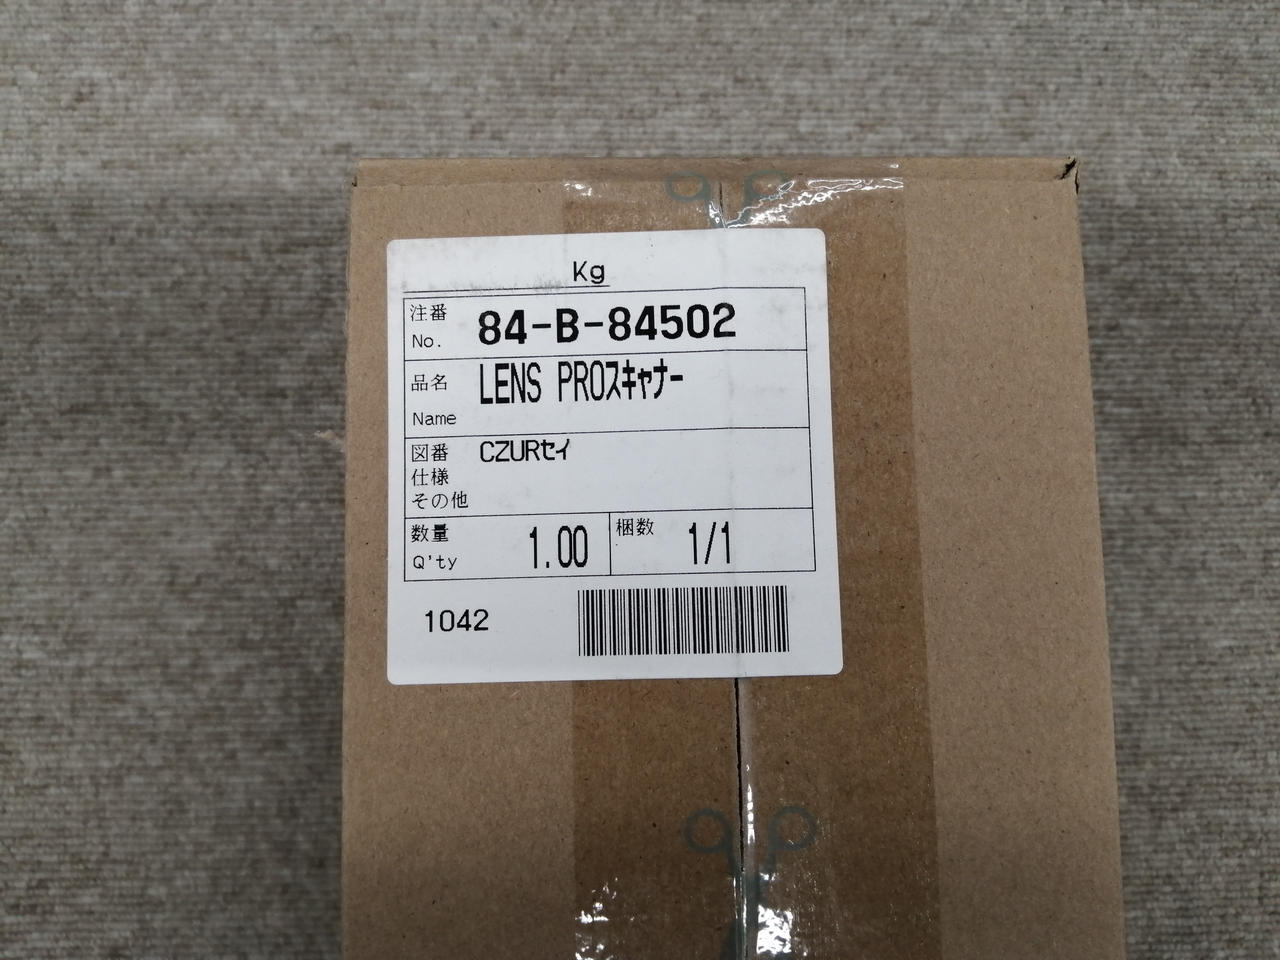 Kg
注番
No.
84-B-84502
品名
Name
LENS PROスキャナー
図番
仕様
その他
CZURセイ
数量
Q'ty
1.00
梱数
1/1
1042